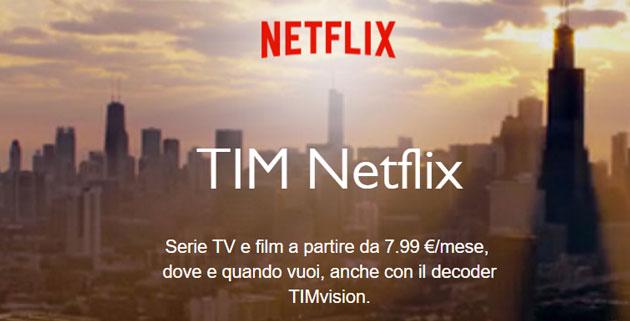 NETFLIX
TIM Netflix
Serie TV e film a partire da 7.99 €/mese,
dove e quando vuoi, anche con il decoder
TIMvision.